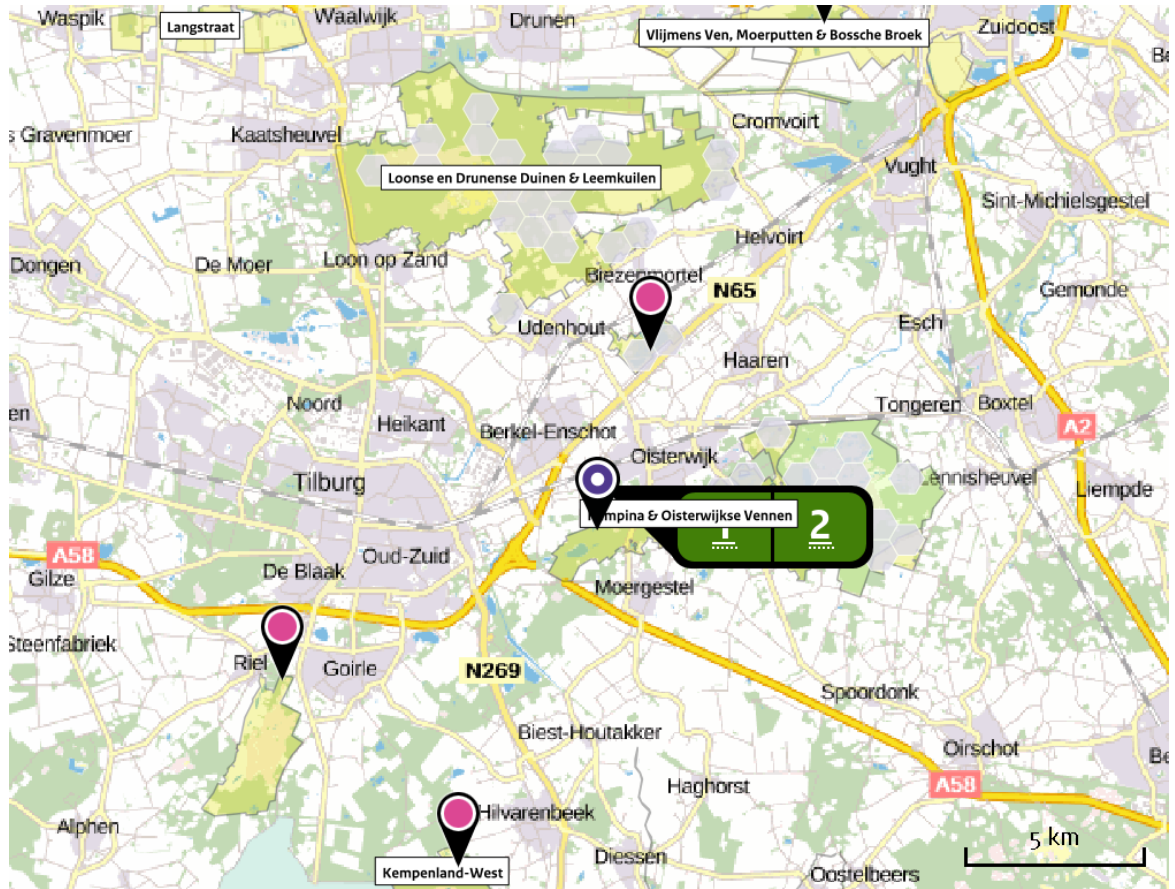 Waspik
Langstraat
Waalwijk
Drunen
Vlijmens Ven, Moerputten & Bossche Broek
Zuidoost
s Gravenmoer
Kaatsheuvel
Cromvoirt
Vught
Loonse en Drunense Duinen & Leemkuilen
Sint-Michielsgestel
Dongen
De Moer
Loon op Zand
Helvoirt
Biezenmortel
N65
Gemonde
Udenhout
Esch
Haaren
Noord
Heikant
Berkel-Enschot
Tongeren
Boxtel
A2
Oisterwijk
Tilburg
Lennisheuvel
Liempde
Kampina & Oisterwijkse Vennen
1
2
A58
Gilze
Oud-Zuid
De Blaak
Moergestel
Steenfabriek
Riel
Goirle
N269
Spoordonk
Biest-Houtakker
Oirschot
Haghorst
A58
Alphen
Hilvarenbeek
5 km
Diessen
Kempenland-West
Oostelbeers